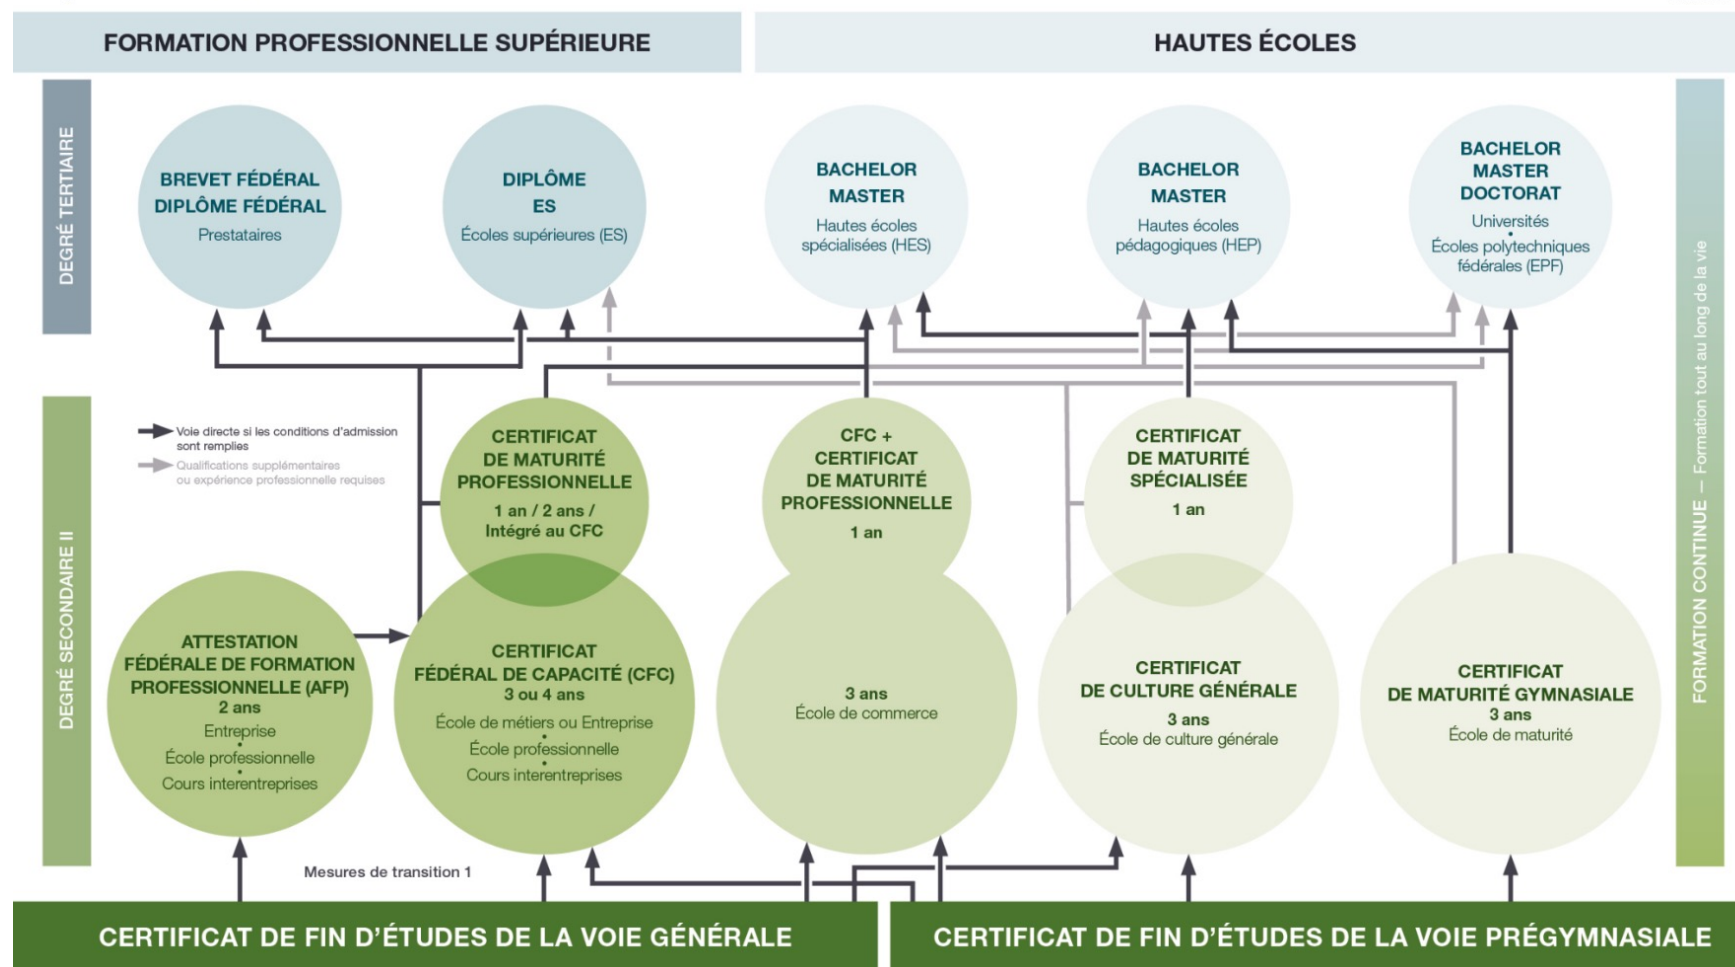 FORMATION PROFESSIONNELLE SUPÉRIEURE
HAUTES ÉCOLES
DEGRÉ TERTIAIRE
BREVET FÉDÉRAL
DIPLÔME FÉDÉRAL
Prestataires
DIPLÔME
ES
Écoles supérieures (ES)
BACHELOR
MASTER
Hautes écoles
spécialisées (HES)
BACHELOR
MASTER
Hautes écoles
pédagogiques (HEP)
BACHELOR
MASTER
DOCTORAT
Universités
•
Écoles polytechniques
fédérales (EPF)
FORMATION CONTINUE — Formation tout au long de la vie
DEGRÉ SECONDAIRE II
Voie directe si les conditions d'admission
sont remplies
Qualifications supplémentaires
ou expérience professionnelle requises
CERTIFICAT
DE MATURITÉ
PROFESSIONNELLE
1 an / 2 ans /
Intégré au CFC
CFC +
CERTIFICAT
DE MATURITÉ
PROFESSIONNELLE
1 an
CERTIFICAT
DE MATURITÉ
SPÉCIALISÉE
1 an
ATTESTATION
FÉDÉRALE DE FORMATION
PROFESSIONNELLE (AFP)
2 ans
Entreprise
•
École professionnelle
•
Cours interentreprises
CERTIFICAT
FÉDÉRAL DE CAPACITÉ (CFC)
3 ou 4 ans
École de métiers ou Entreprise
•
École professionnelle
•
Cours interentreprises
3 ans
École de commerce
CERTIFICAT
DE CULTURE GÉNÉRALE
3 ans
École de culture générale
CERTIFICAT
DE MATURITÉ GYMNASIALE
3 ans
École de maturité
Mesures de transition 1
CERTIFICAT DE FIN D'ÉTUDES DE LA VOIE GÉNÉRALE
CERTIFICAT DE FIN D'ÉTUDES DE LA VOIE PRÉGYMNASIALE